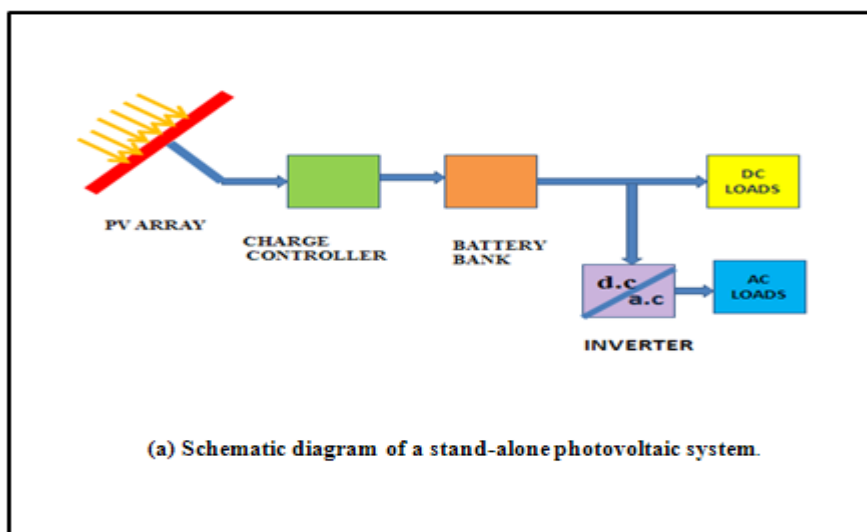 PV ARRAY
CHARGE
CONTROLLER
BATTERY
BANK
DC
LOADS
d.c
a.c
INVERTER
AC
LOADS
(a) Schematic diagram of a stand-alone photovoltaic system.